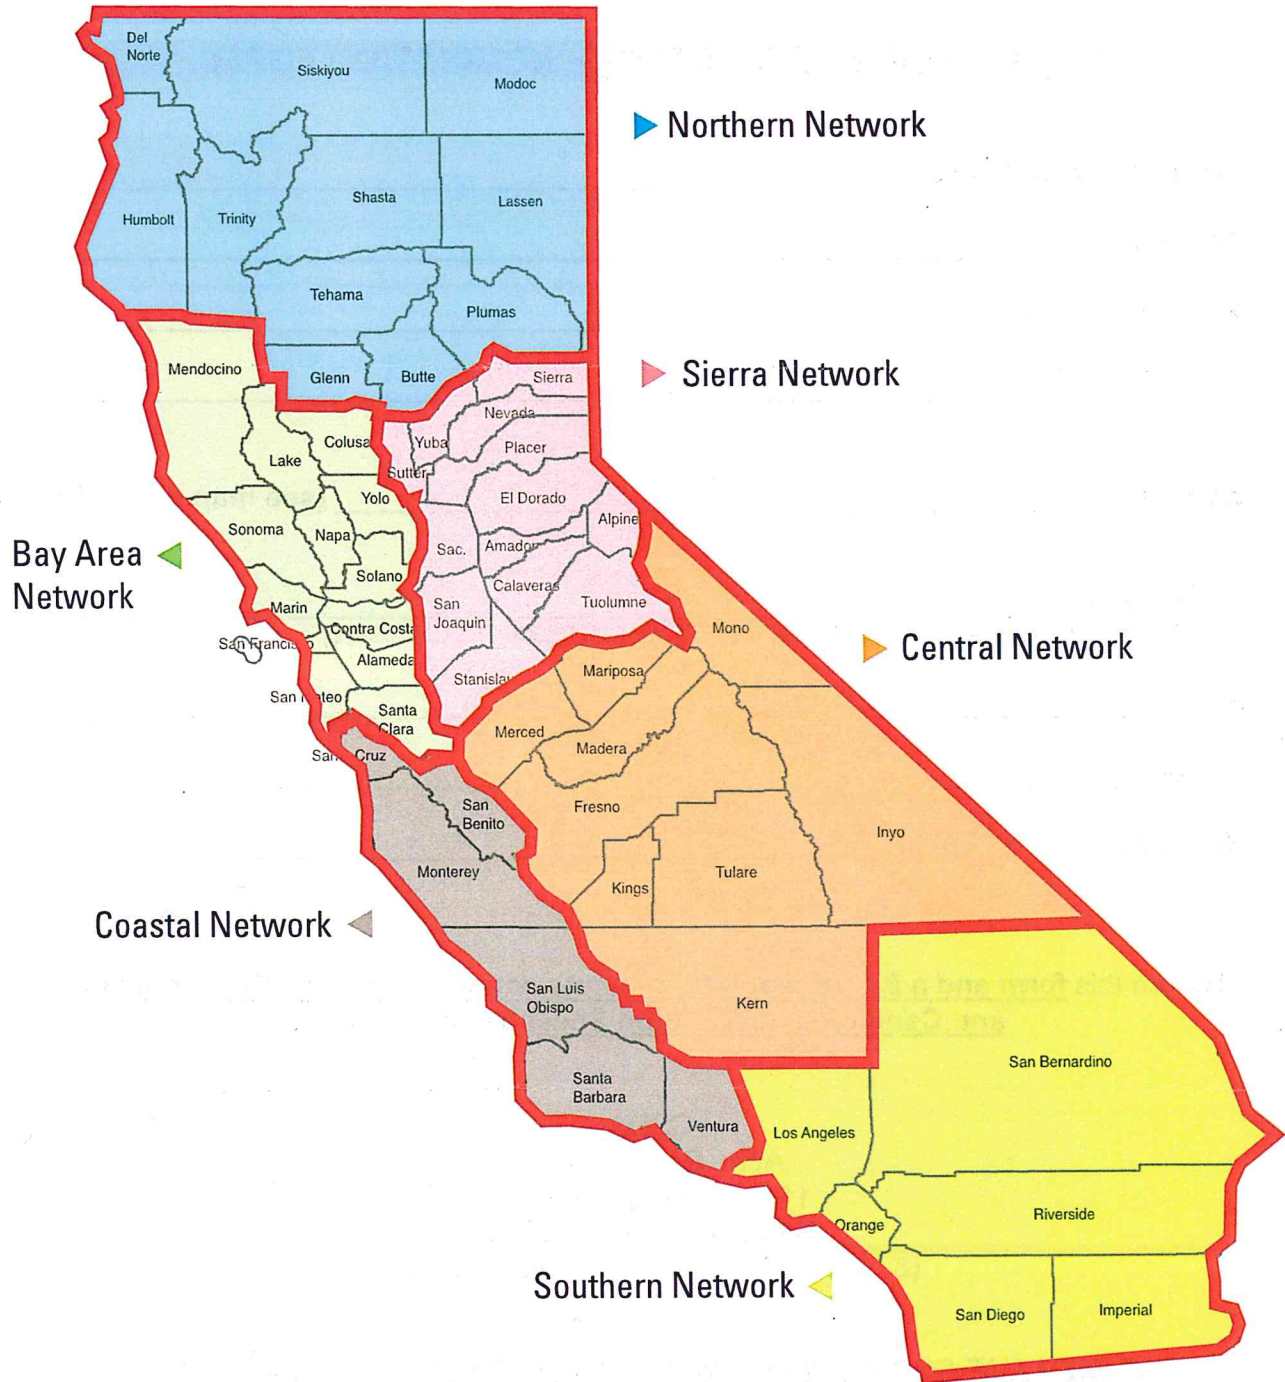 Del
Norte
Siskiyou
Modoc
Northern Network
Humbolt
Trinity
Shasta
Lassen
Tehama
Plumas
Mendocino
Glenn
Butte
Sierra
Sierra Network
Nevada
Colusa
Yuba
Placer
Lake
Sutter
Yolo
El Dorado
Sonoma
Napa
Alpine
Bay Area
Network
Sac.
Amador
Solano
Calaveras
Marin
San
Joaquin
Tuolumne
Contra Costa
Mono
San Francisco
Central Network
Alameda
Mariposa
Stanislaus
San Mateo
Santa
Clara
Merced
Madera
Santa Cruz
San
Benito
Fresno
Inyo
Monterey
Tulare
Kings
Coastal Network
San Luis
Obispo
Kern
San Bernardino
Santa
Barbara
Ventura
Los Angeles
Riverside
Orange
Southern Network
San Diego
Imperial